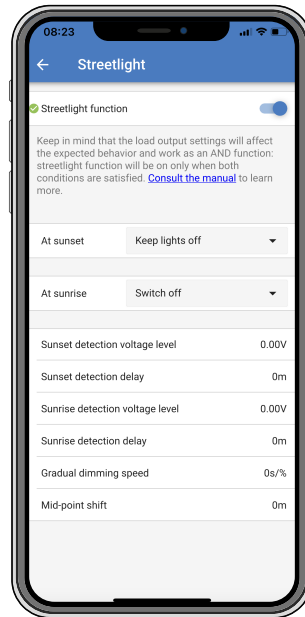 08:23
Streetlight
Streetlight function
Keep in mind that the load output settings will affect
the expected behavior and work as an AND function:
streetlight function will be on only when both
conditions are satisfied. Consult the manual to learn
more.
At sunset Keep lights off
At sunrise Switch off
Sunset detection voltage level 0.00V
Sunset detection delay 0m
Sunrise detection voltage level 0.00V
Sunrise detection delay 0m
Gradual dimming speed 0s/%
Mid-point shift 0m